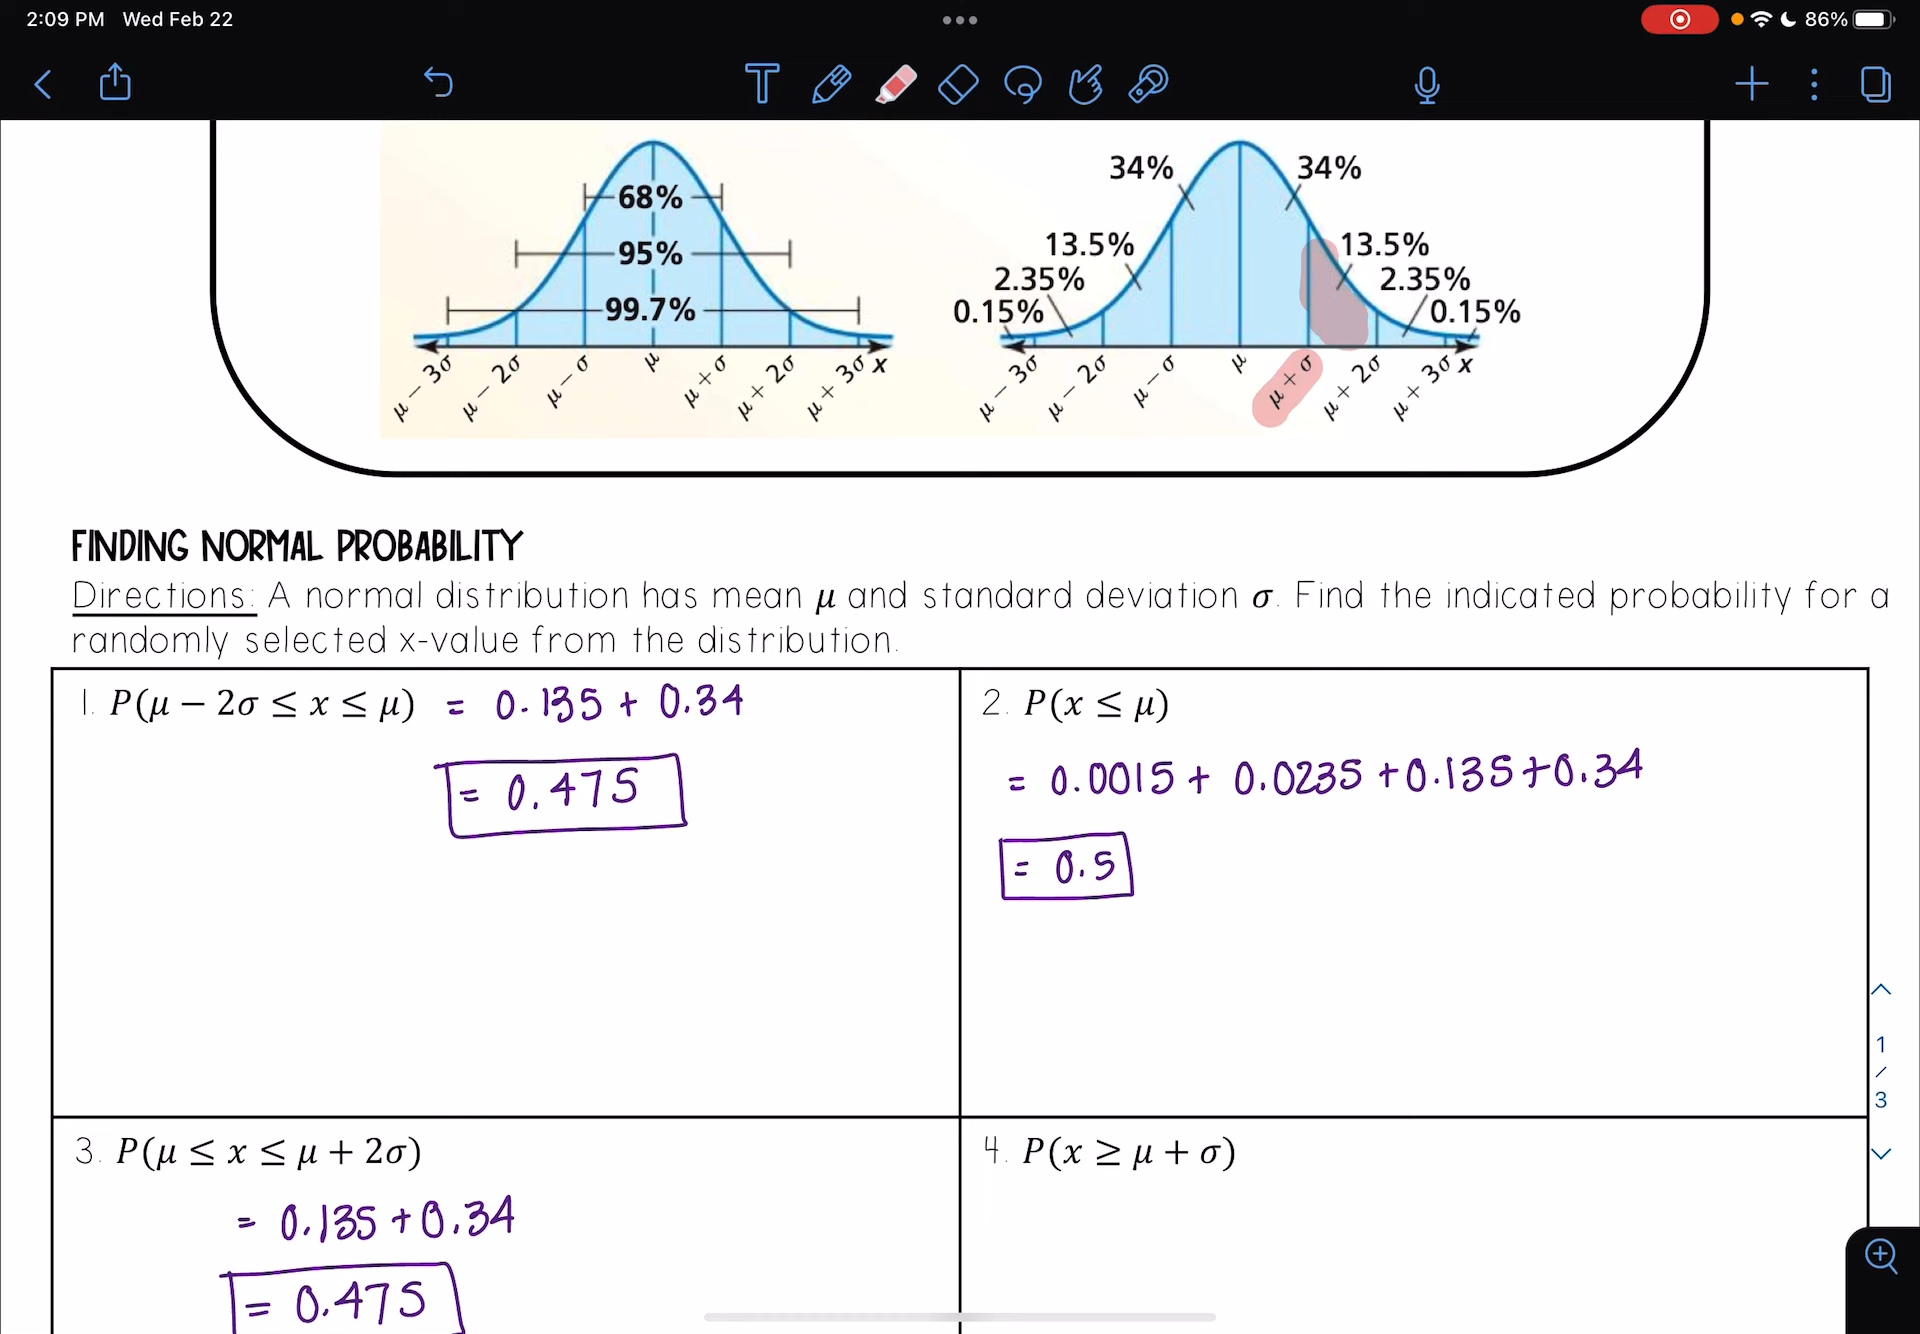 2:09 PM Wed Feb 22
86%
68%
95%
99.7%
μ − 3σ μ − 2σ μ − σ μ μ + σ μ + 2σ μ + 3σ x
34% 34%
13.5% 13.5%
2.35% 2.35%
0.15% 0.15%
μ − 3σ μ − 2σ μ − σ μ μ + σ μ + 2σ μ + 3σ x
FINDING NORMAL PROBABILITY
Directions: A normal distribution has mean μ and standard deviation σ. Find the indicated probability for a
randomly selected x-value from the distribution.
1. P(μ − 2σ ≤ x ≤ μ) = 0.135 + 0.34
= 0.475
2. P(x ≤ μ)
= 0.0015 + 0.0235 + 0.135 + 0.34
= 0.5
3. P(μ ≤ x ≤ μ + 2σ)
= 0.135 + 0.34
= 0.475
4. P(x ≥ μ + σ)
1
/
3